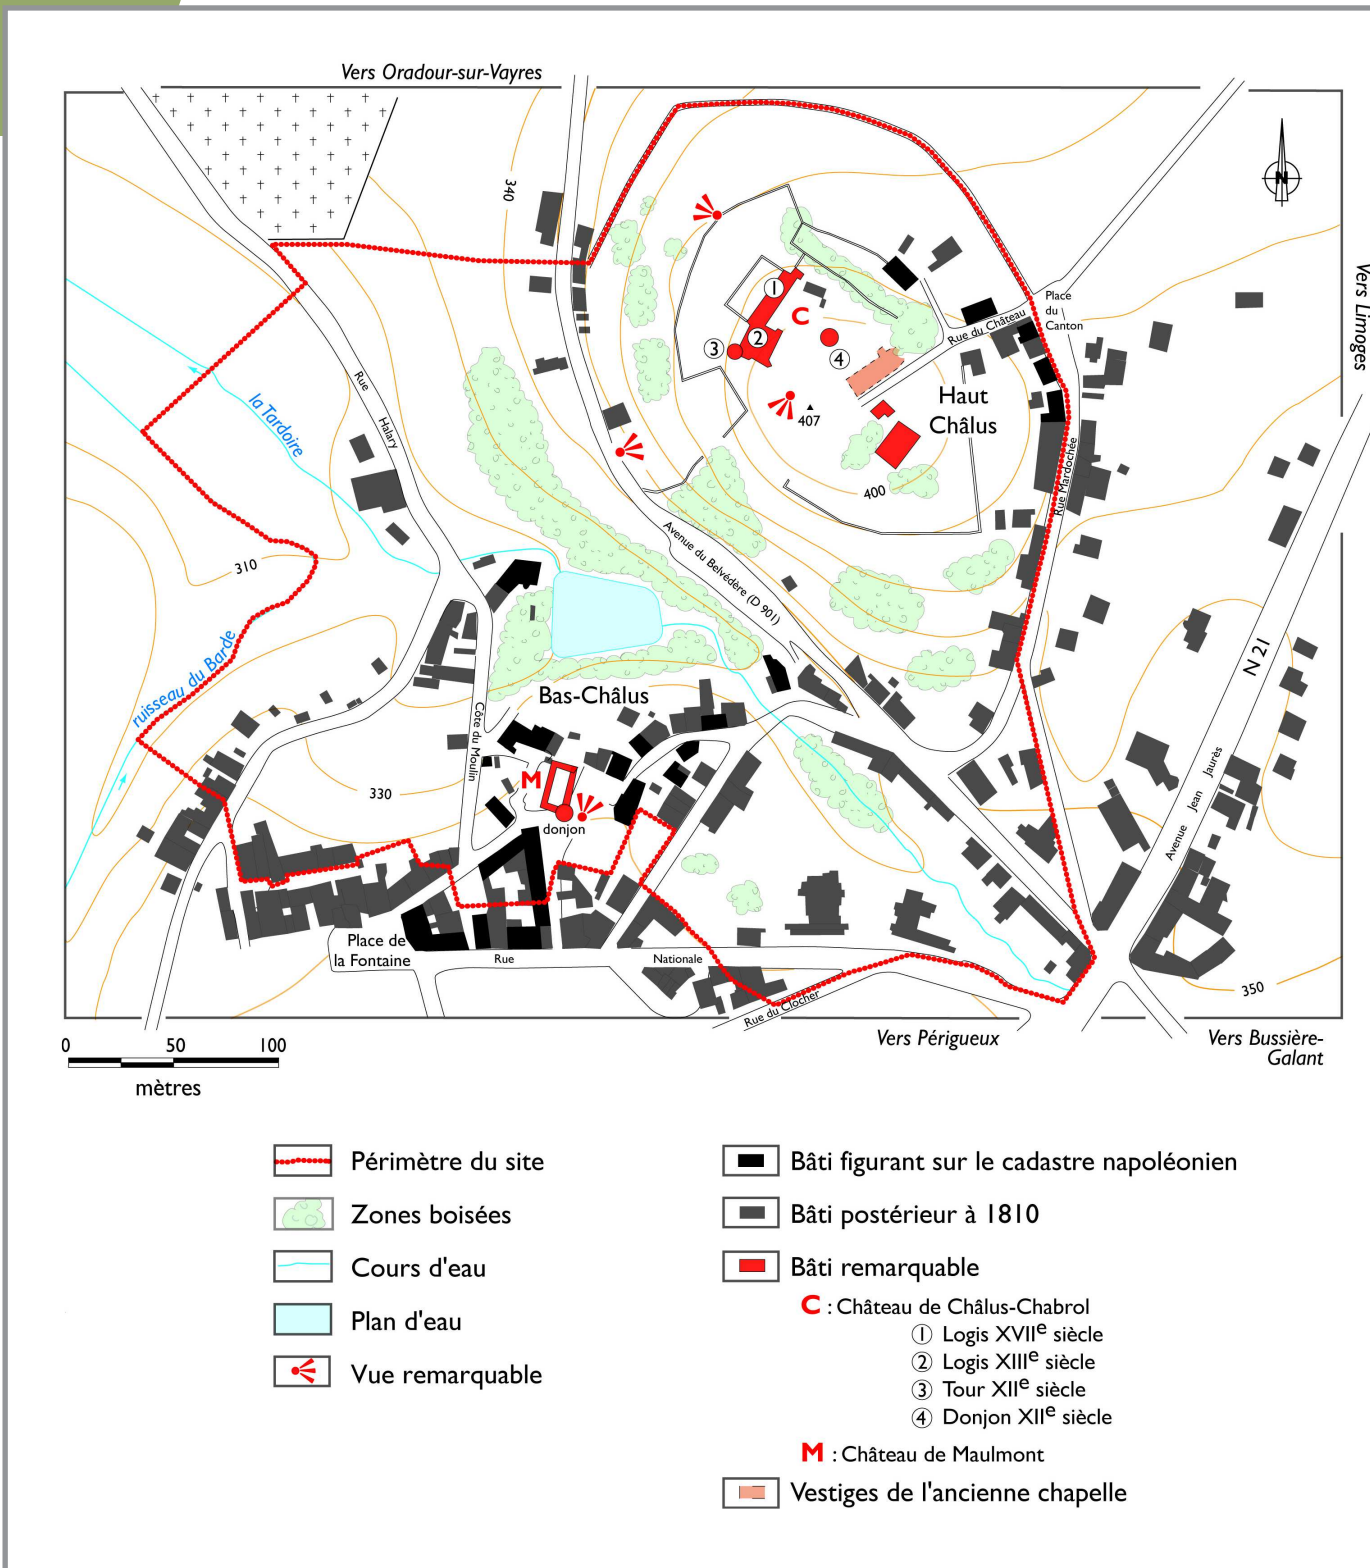 Vers Oradour-sur-Vayres
340
N
Vers Limoges
Place
du
Canton
Rue du Château
1
C
2
3
4
la Tardoire
Rue
Halary
Haut
Châlus
407
400
Rue Mardochée
Avenue du Belvédère (D 901)
310
ruisseau du Barde
N 21
Bas-Châlus
Côte du Moulin
M
330
donjon
Avenue Jean Jaurès
Place de
la Fontaine
Rue
Nationale
Rue du Clocher
350
Vers Périgueux
Vers Bussière-
Galant
0 50 100
mètres
Périmètre du site
Zones boisées
Cours d'eau
Plan d'eau
Vue remarquable
Bâti figurant sur le cadastre napoléonien
Bâti postérieur à 1810
Bâti remarquable
C : Château de Châlus-Chabrol
1 Logis XVIIe siècle
2 Logis XIIIe siècle
3 Tour XIIe siècle
4 Donjon XIIe siècle
M : Château de Maulmont
Vestiges de l'ancienne chapelle